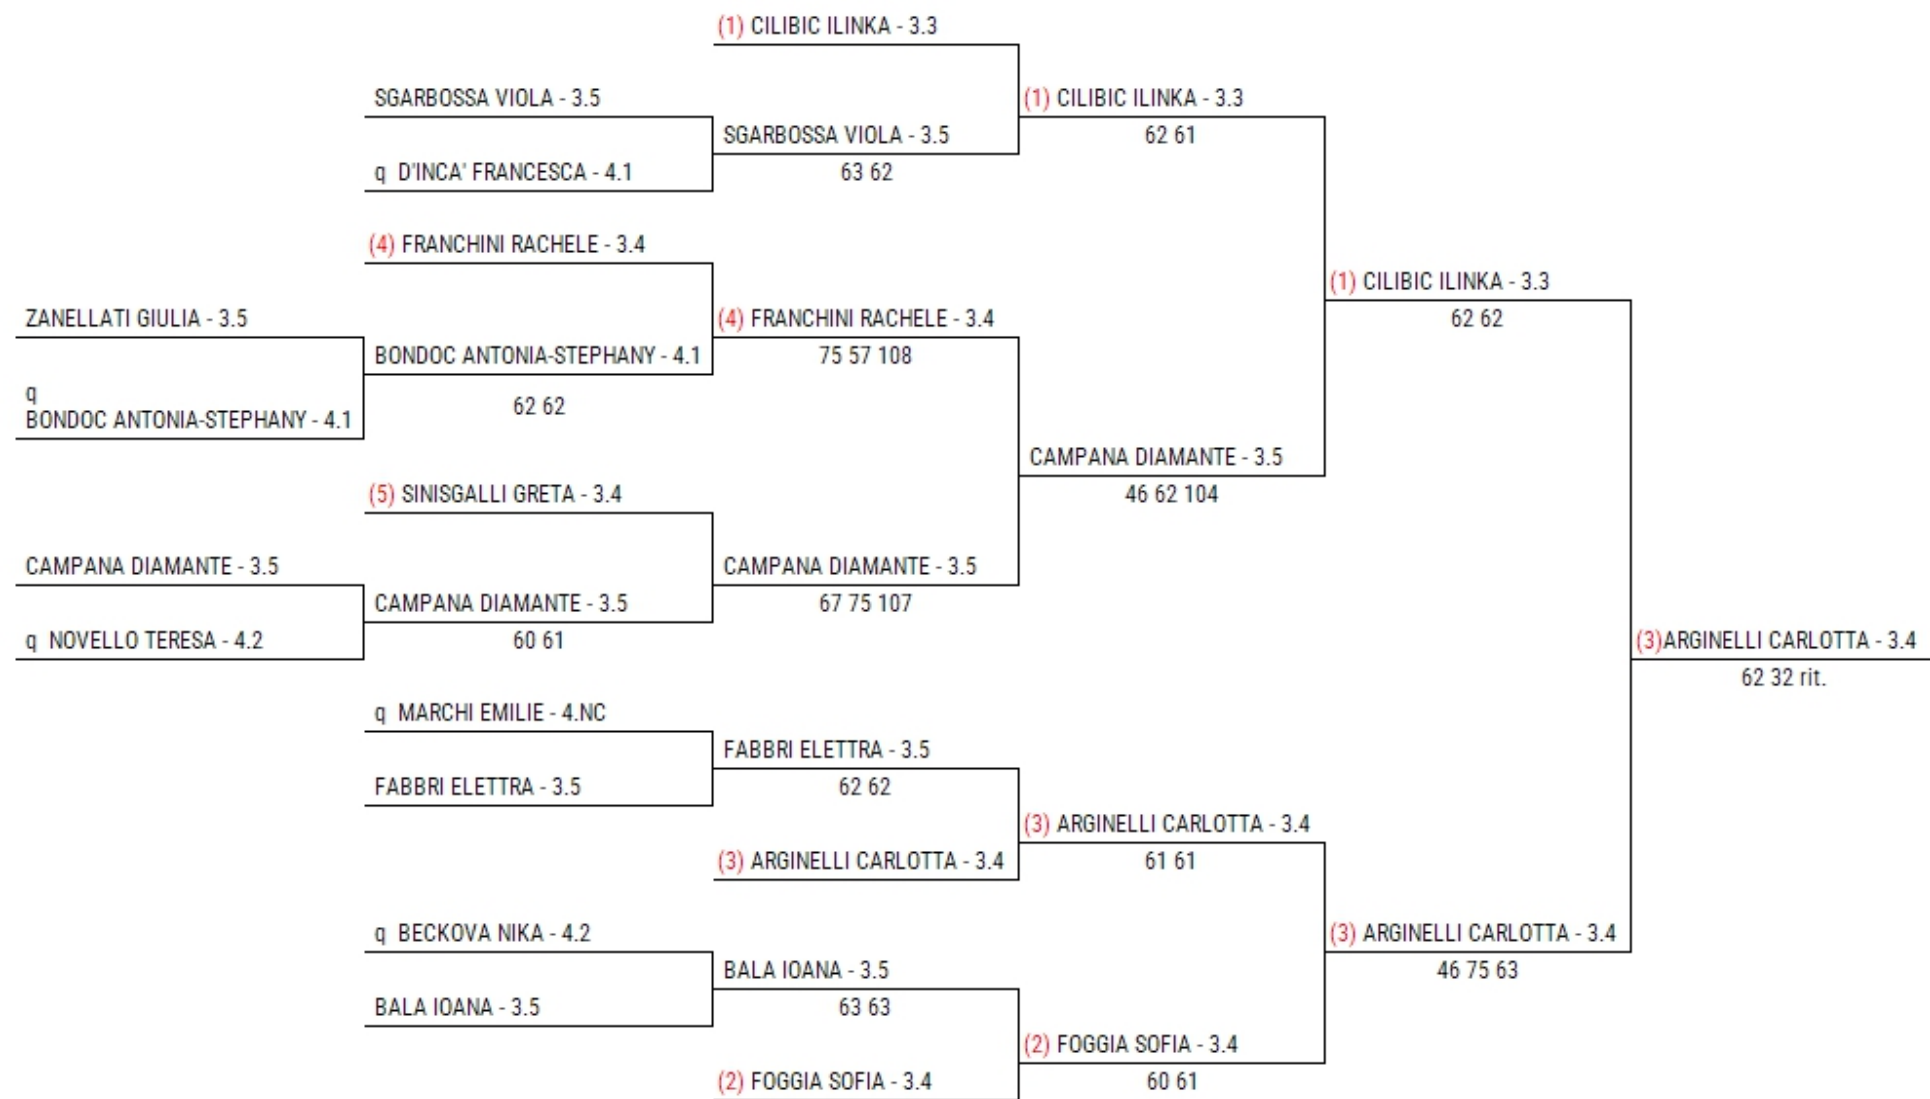 (1) CILIBIC ILINKA - 3.3
SGARBOSSA VIOLA - 3.5
(1) CILIBIC ILINKA - 3.3
SGARBOSSA VIOLA - 3.5
62 61
q D'INCA' FRANCESCA - 4.1
63 62
(4) FRANCHINI RACHELE - 3.4
(1) CILIBIC ILINKA - 3.3
ZANELLATI GIULIA - 3.5
(4) FRANCHINI RACHELE - 3.4
62 62
BONDOC ANTONIA-STEPHANY - 4.1
75 57 108
q
BONDOC ANTONIA-STEPHANY - 4.1
62 62
CAMPANA DIAMANTE - 3.5
(5) SINISGALLI GRETA - 3.4
46 62 104
CAMPANA DIAMANTE - 3.5
CAMPANA DIAMANTE - 3.5
CAMPANA DIAMANTE - 3.5
67 75 107
q NOVELLO TERESA - 4.2
60 61
(3)ARGINELLI CARLOTTA - 3.4
62 32 rit.
q MARCHI EMILIE - 4.NC
FABBRI ELETTRA - 3.5
FABBRI ELETTRA - 3.5
62 62
(3) ARGINELLI CARLOTTA - 3.4
(3) ARGINELLI CARLOTTA - 3.4
61 61
q BECKOVA NIKA - 4.2
(3) ARGINELLI CARLOTTA - 3.4
BALA IOANA - 3.5
46 75 63
BALA IOANA - 3.5
63 63
(2) FOGGIA SOFIA - 3.4
(2) FOGGIA SOFIA - 3.4
60 61